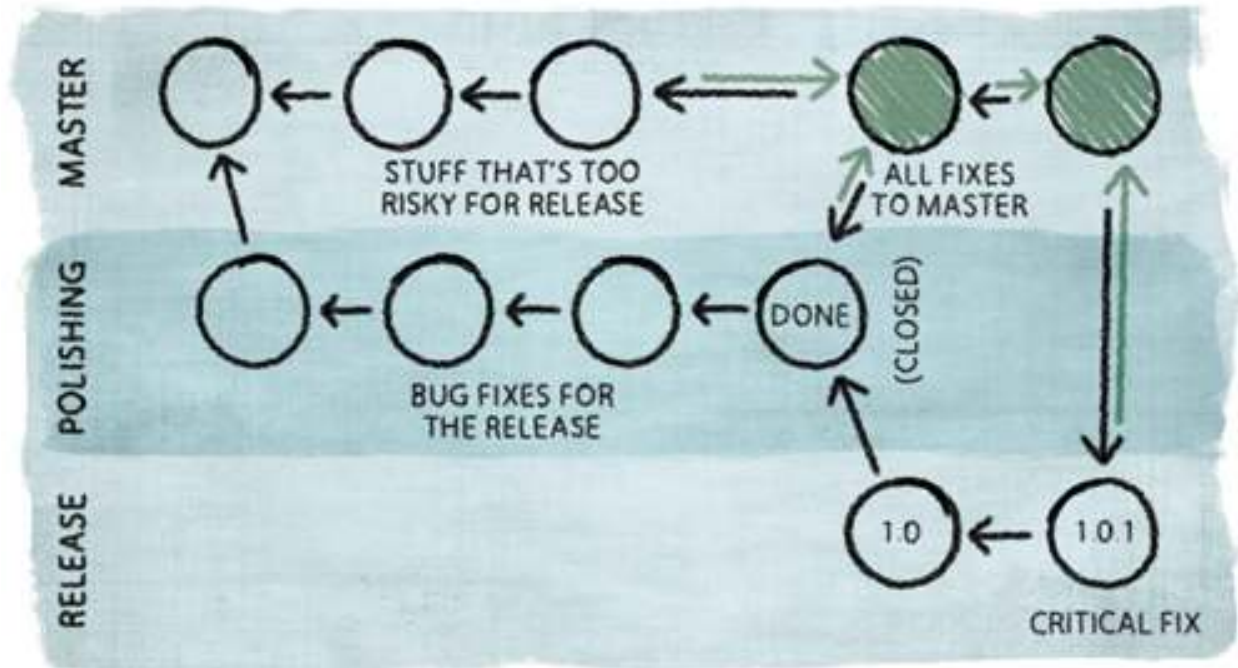 MASTER
STUFF THAT'S TOO
RISKY FOR RELEASE
ALL FIXES
TO MASTER
POLISHING
DONE
(CLOSED)
BUG FIXES FOR
THE RELEASE
RELEASE
1.0
1.0.1
CRITICAL FIX